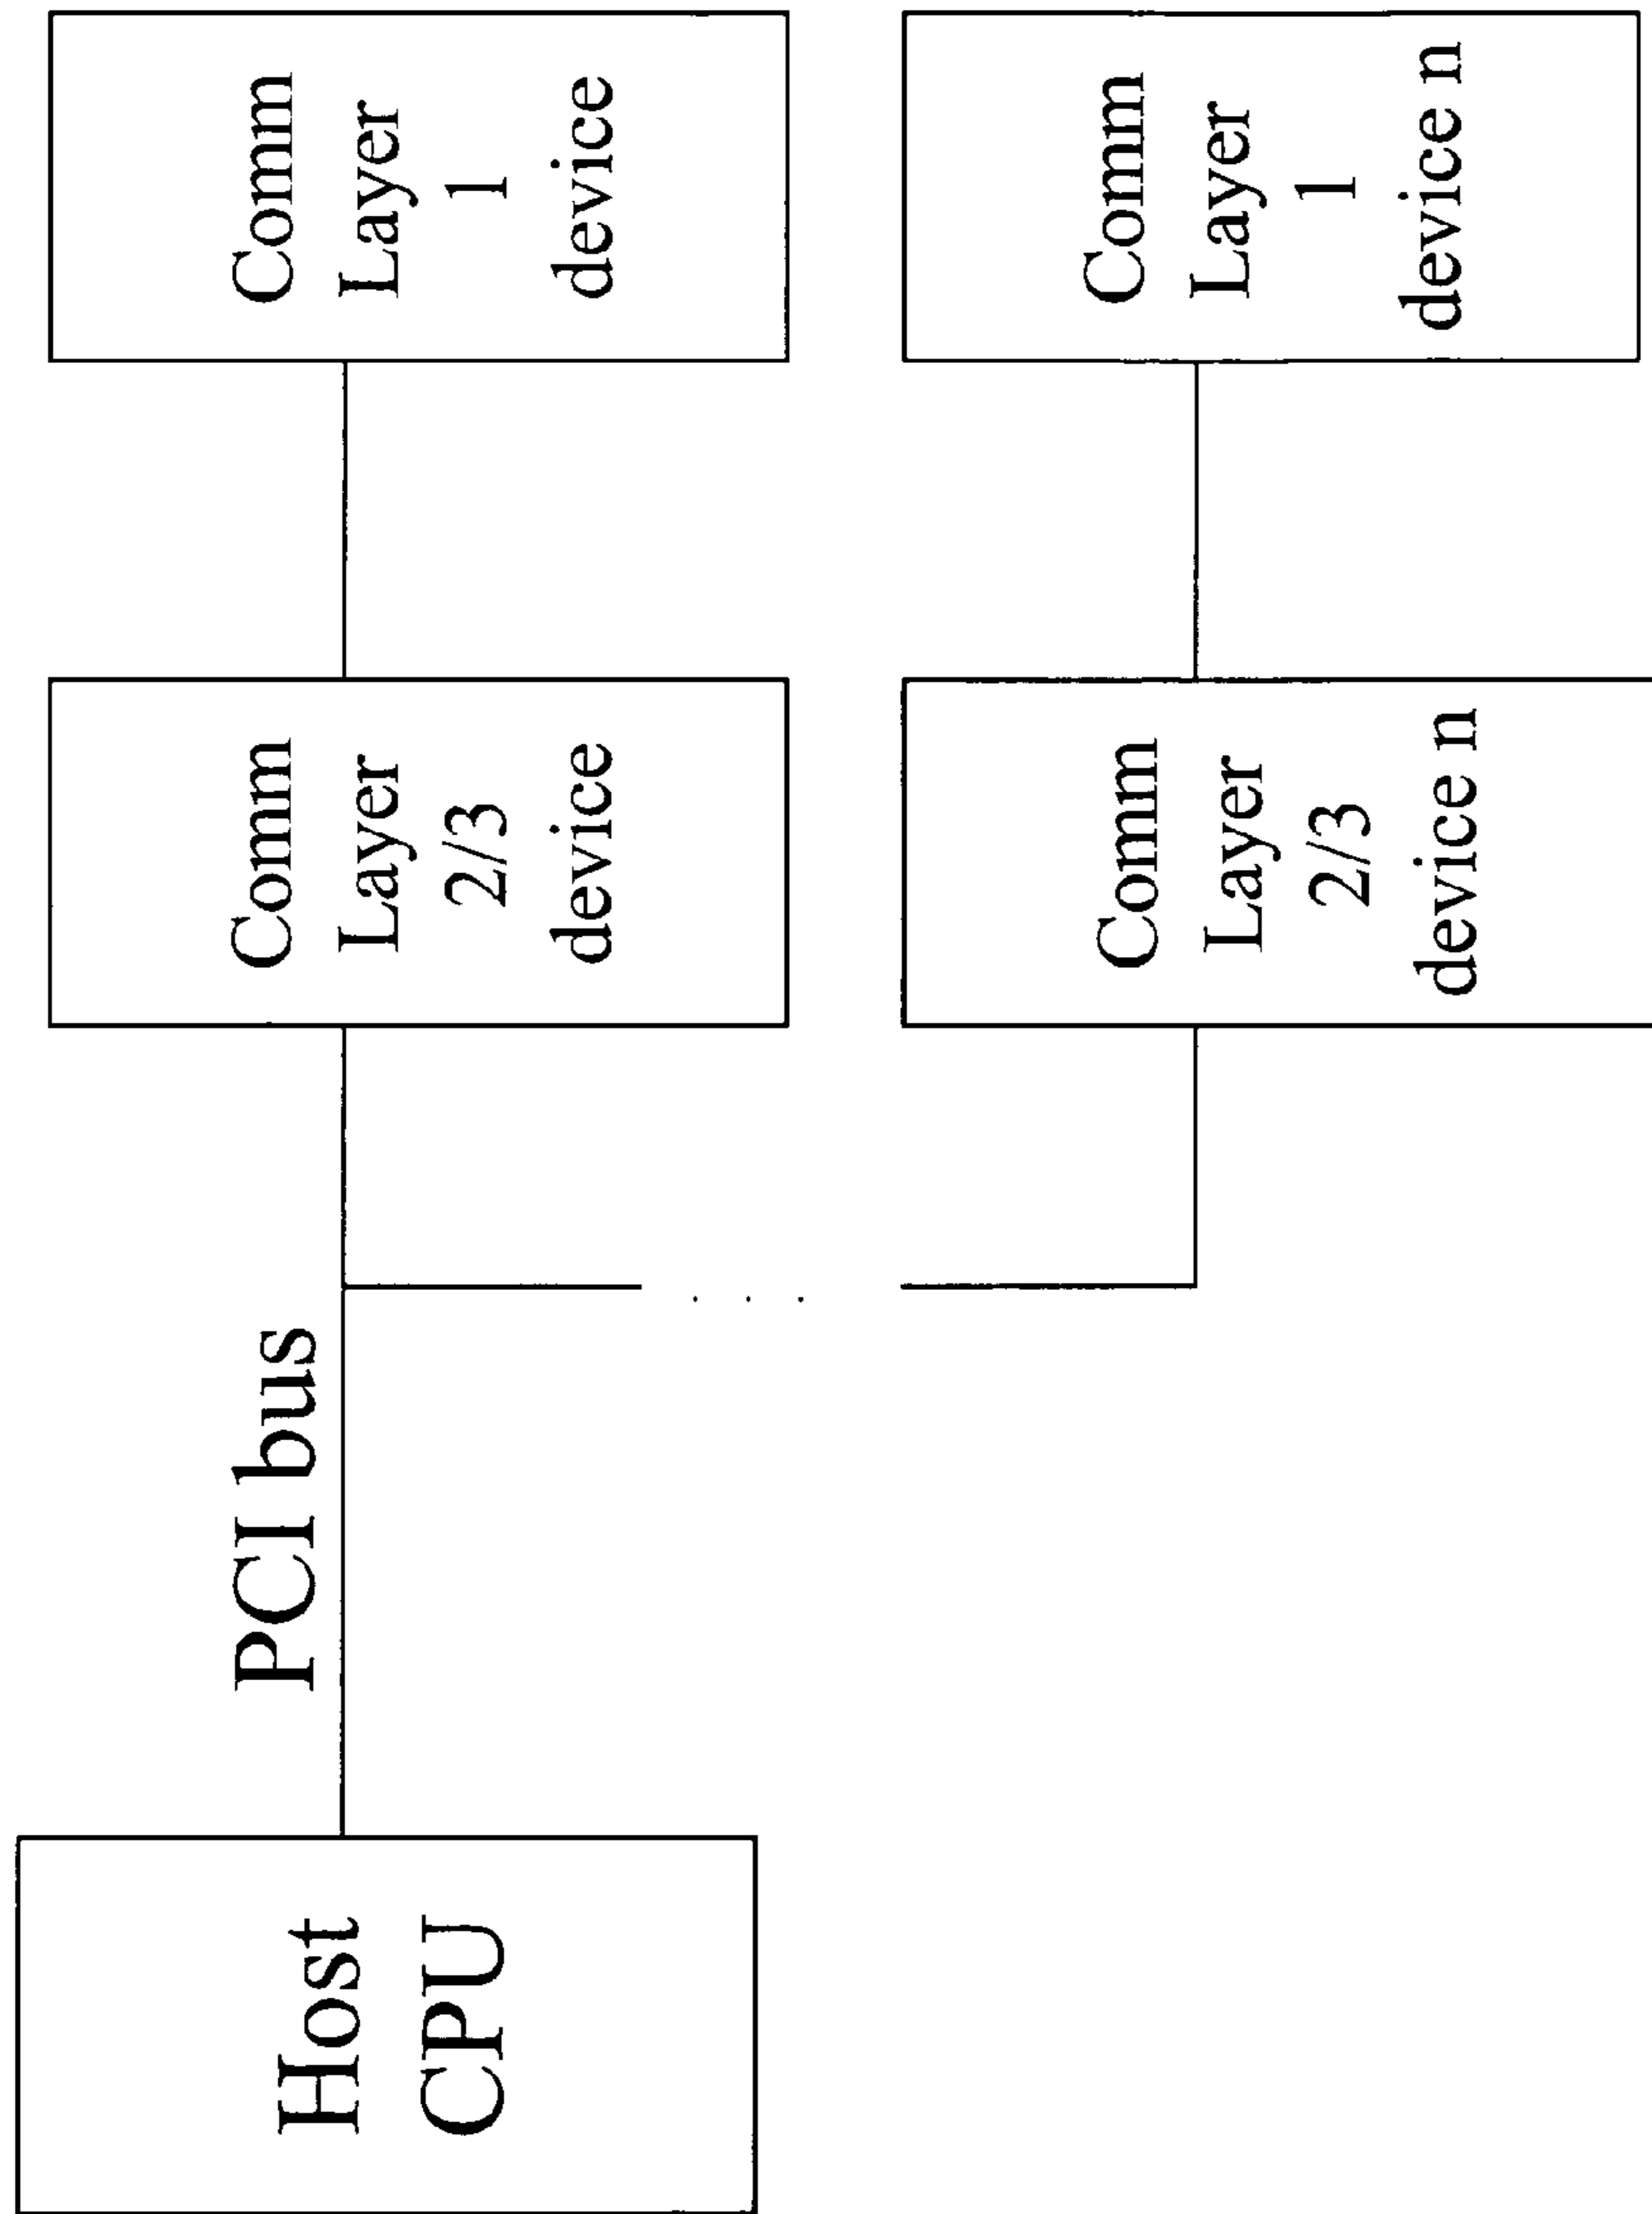 Host
CPU
PCI bus
Comm
Layer
2/3
device
Comm
Layer
1
device
. . .
Comm
Layer
2/3
device n
Comm
Layer
1
device n